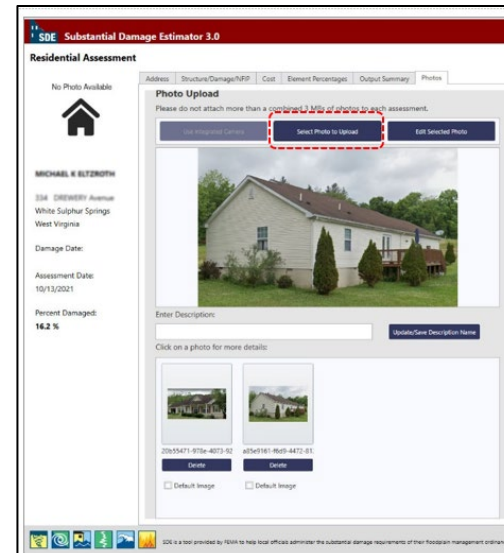 SDE Substantial Damage Estimator 3.0
Residential Assessment
No Photo Available
MICHAEL K ELTZROTH
334 DREWERY Avenue
White Sulphur Springs
West Virginia
Damage Date:
Assessment Date:
10/13/2021
Percent Damaged:
16.2 %
Address Structure/Damage/NFIP Cost Element Percentages Output Summary Photos
Photo Upload
Please do not attach more than a combined 3 MBs of photos to each assessment.
Use Integrated Camera Select Photo to Upload Edit Selected Photo
Enter Description:
Update/Save Description Name
Click on a photo for more details:
20b55471-978e-4073-92
Delete Delete
Default Image Default Image
SDE is a tool provided by FEMA to help local officials administer the substantial damage requirements of their floodplain management ordinan